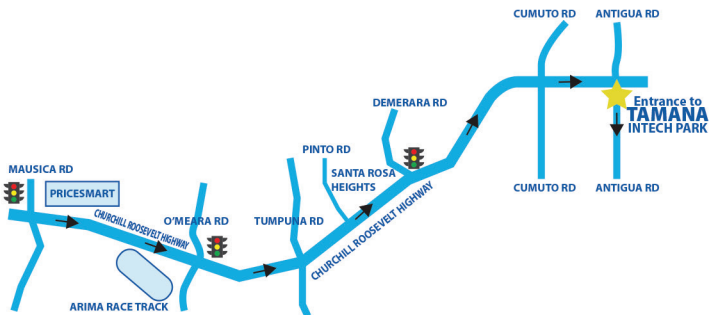 CUMUTO RD
ANTIGUA RD
DEMERARA RD
Entrance to
TAMANA
INTECH PARK
PINTO RD
SANTA ROSA
HEIGHTS
MAUSICA RD
PRICESMART
CUMUTO RD
ANTIGUA RD
CHURCHILL ROOSEVELT HIGHWAY
O'MEARA RD
TUMPUNA RD
CHURCHILL ROOSEVELT HIGHWAY
ARIMA RACE TRACK